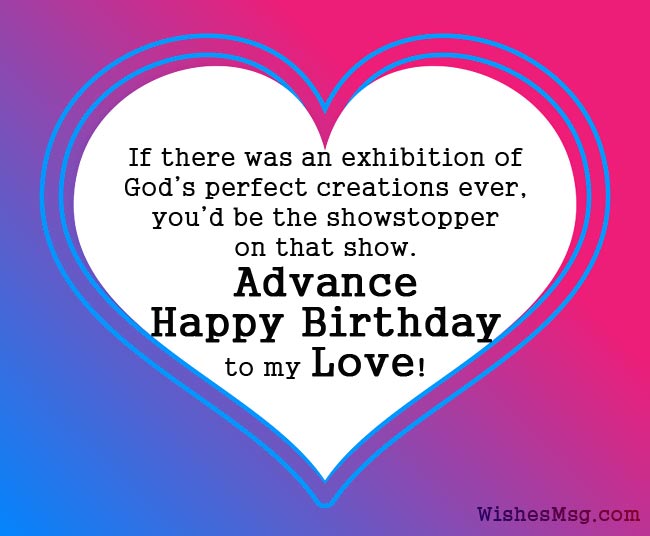 If there was an exhibition of
God's perfect creations ever,
you'd be the showstopper
on that show.
Advance
Happy Birthday
to my Love!
WishesMsg.com